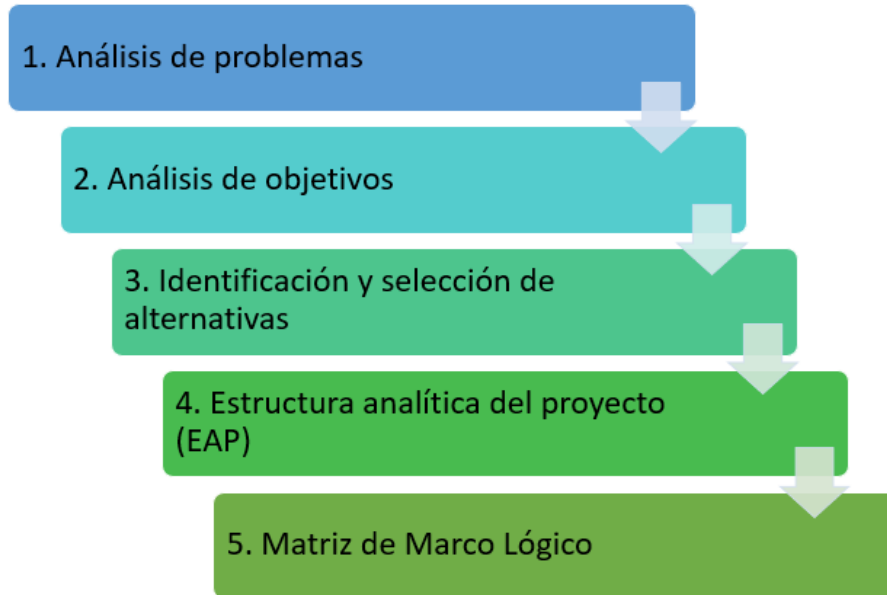 1. Análisis de problemas
2. Análisis de objetivos
3. Identificación y selección de
alternativas
4. Estructura analítica del proyecto
(EAP)
5. Matriz de Marco Lógico